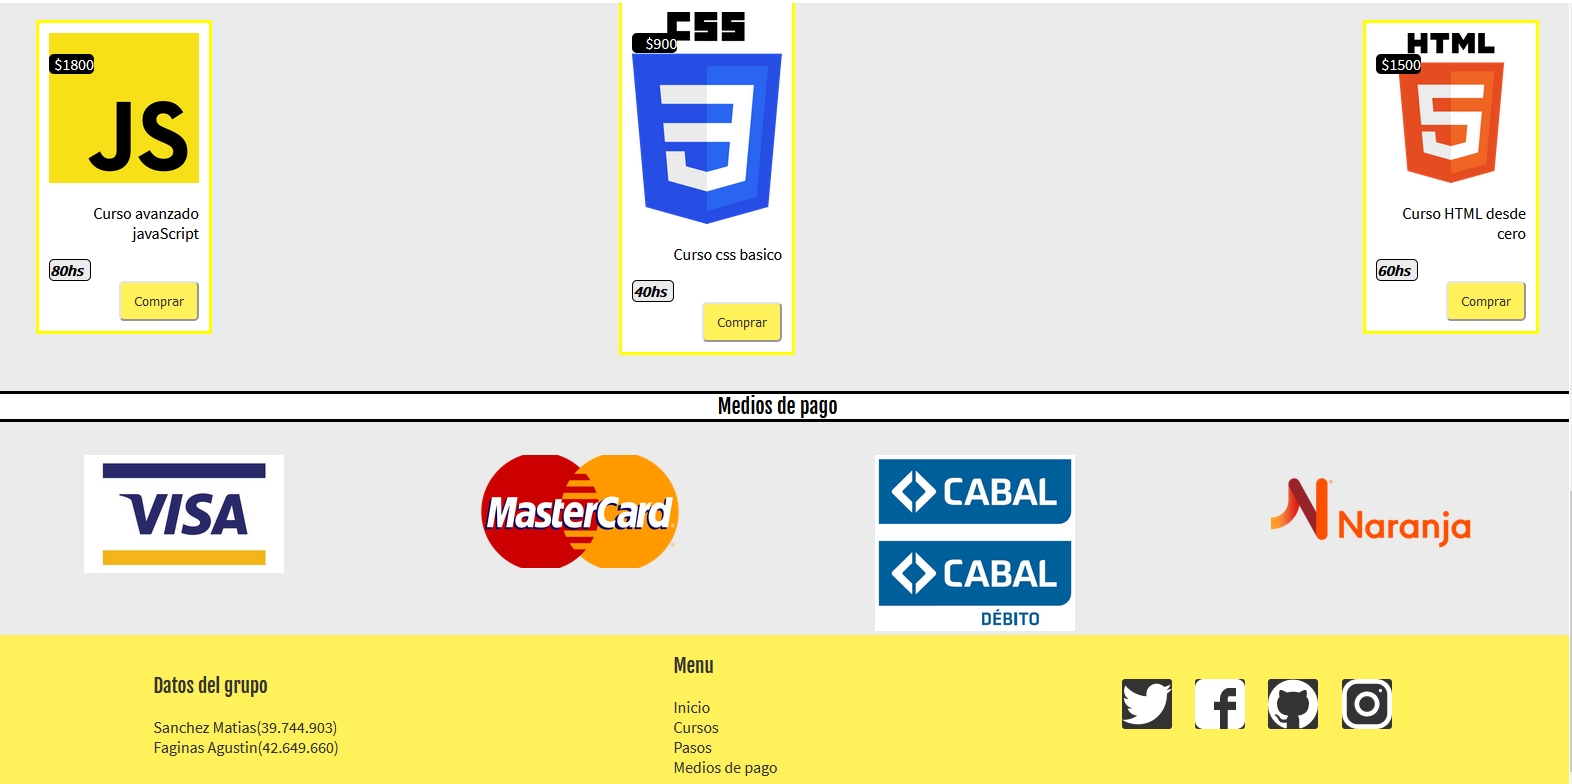 $1800
JS
Curso avanzado
javaScript
80hs
Comprar
CSS
$900
3
Curso css basico
40hs
Comprar
HTML
$1500
5
Curso HTML desde
cero
60hs
Comprar
Medios de pago
VISA
MasterCard
CABAL
CABAL
DÉBITO
Naranja
Datos del grupo
Sanchez Matias(39.744.903)
Faginas Agustin(42.649.660)
Menu
Inicio
Cursos
Pasos
Medios de pago